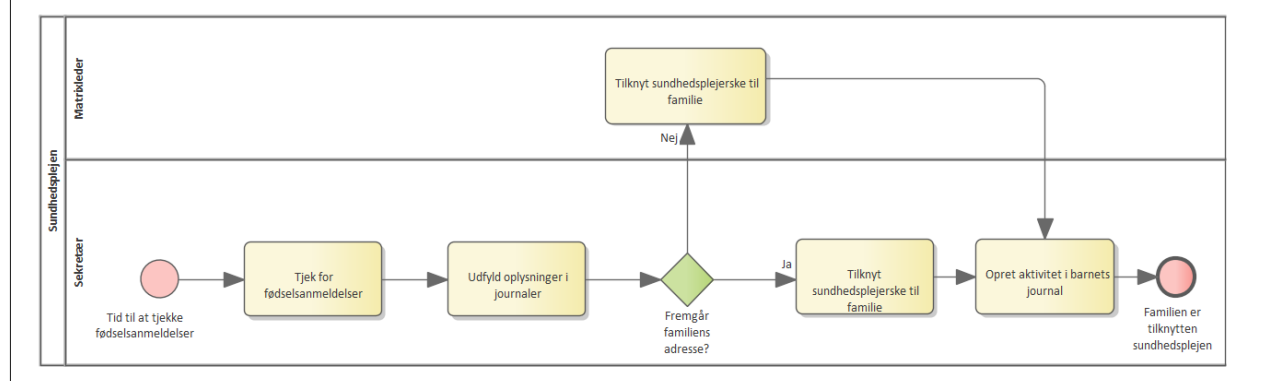 Sundhedsplejen
Matrixleder
Tilknyt sundhedsplejerske til
familie
Nej
Sekretær
Tid til at tjekke
fødselsanmeldelser
Tjek for
fødselsanmeldelser
Udfyld oplysninger i
journaler
Fremgår
familiens
adresse?
Ja
Tilknyt
sundhedsplejerske til
familie
Opret aktivitet i barnets
journal
Familien er
tilknytten
sundhedsplejen